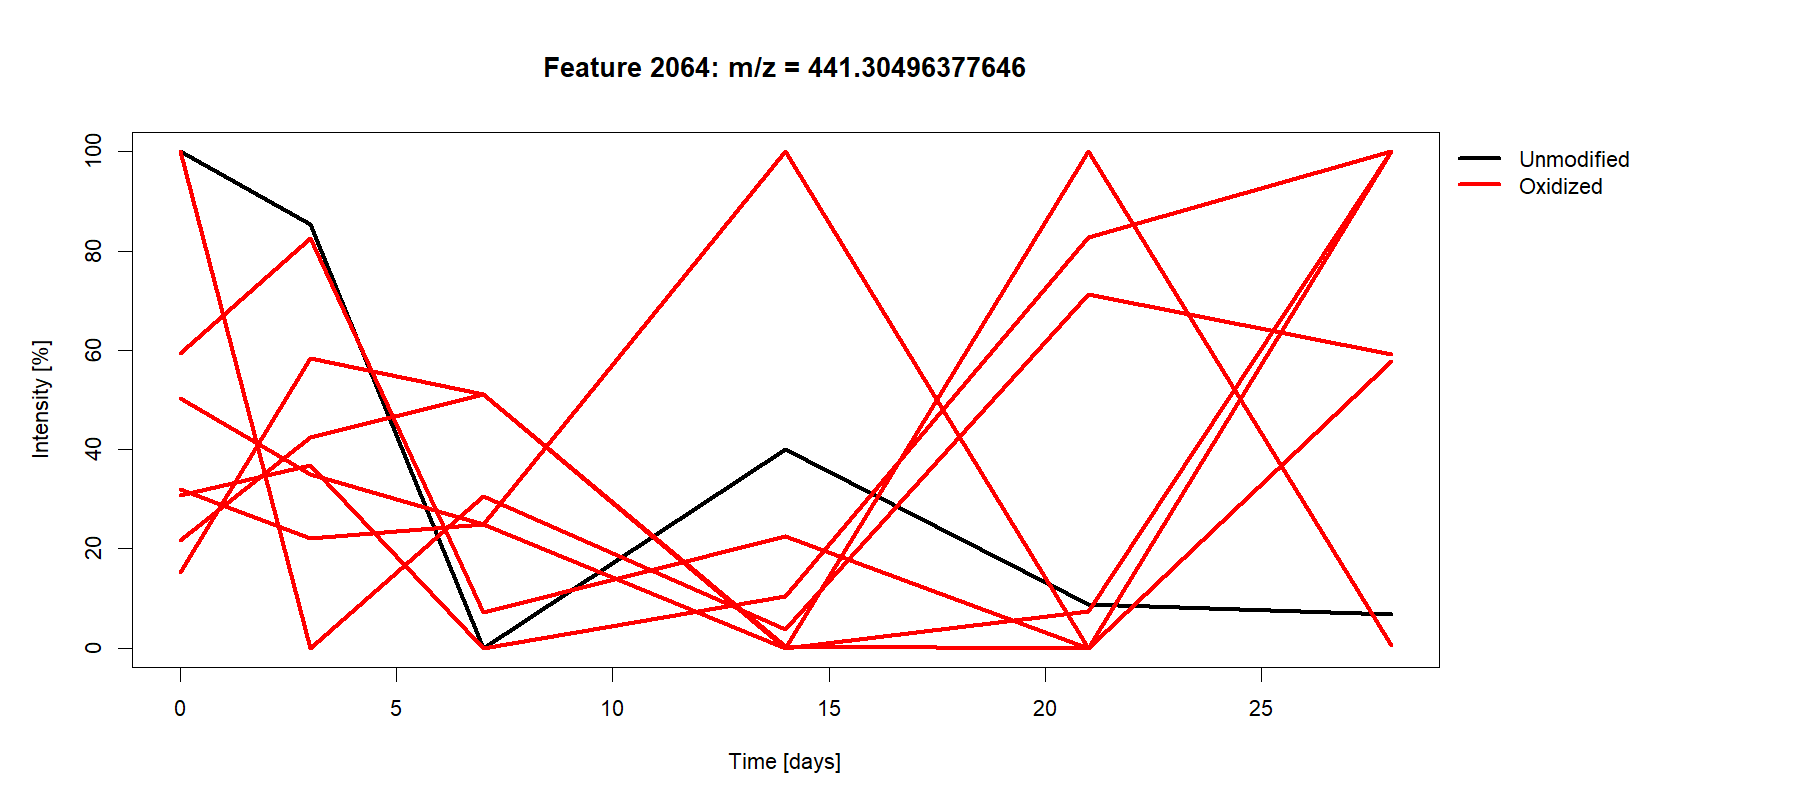 Feature 2064: m/z = 441.30496377646
100
80
60
40
20
0
Intensity [%]
0 5 10 15 20 25
Time [days]
Unmodified
Oxidized